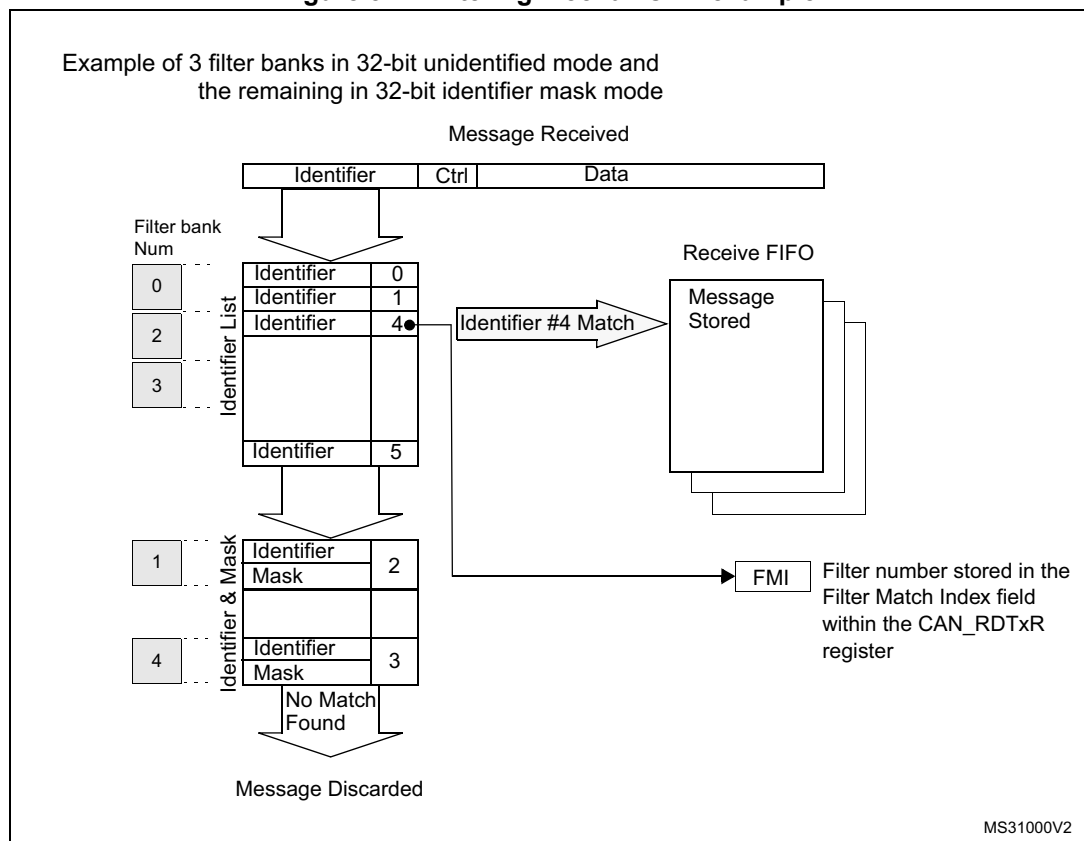 Example of 3 filter banks in 32-bit unidentified mode and
the remaining in 32-bit identifier mask mode
Message Received
Identifier Ctrl Data
Filter bank
Num
Receive FIFO
0
2
3
Identifier List
Identifier 0
Identifier 1
Identifier 4
Identifier 5
Identifier #4 Match
Message
Stored
1
4
Identifier & Mask
Identifier
Mask
2
Identifier
Mask
3
FMI
Filter number stored in the
Filter Match Index field
within the CAN_RDTxR
register
No Match
Found
Message Discarded
MS31000V2